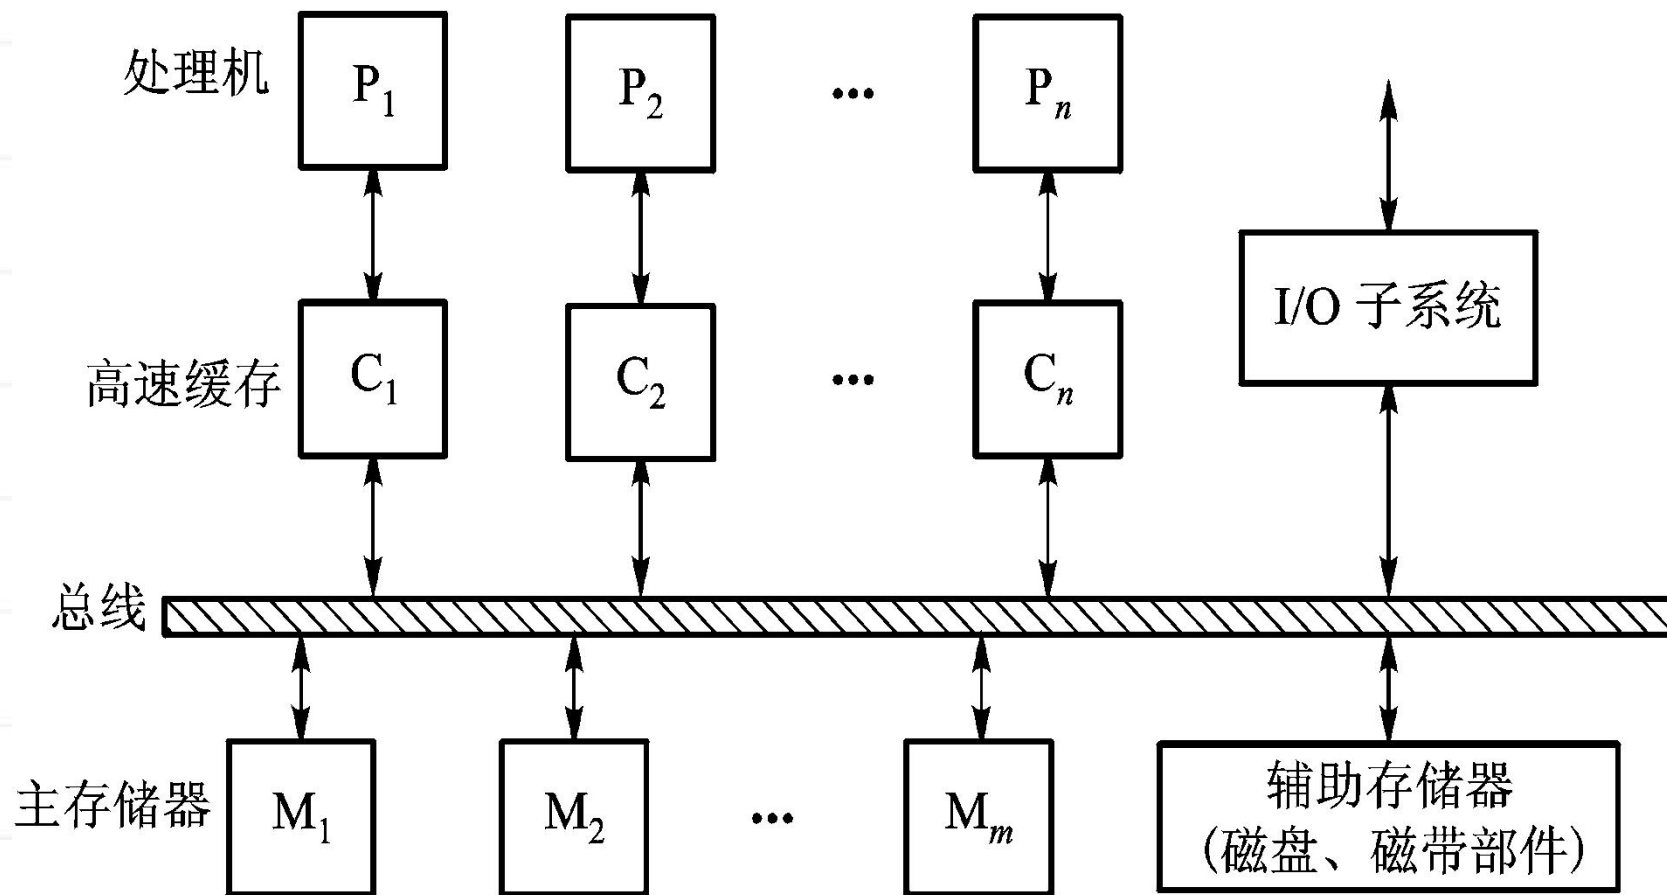 处理机 P₁ P₂ ··· Pₙ
I/O 子系统
高速缓存 C₁ C₂ ··· Cₙ
总线
主存储器 M₁ M₂ ··· Mₘ
辅助存储器
(磁盘、磁带部件)